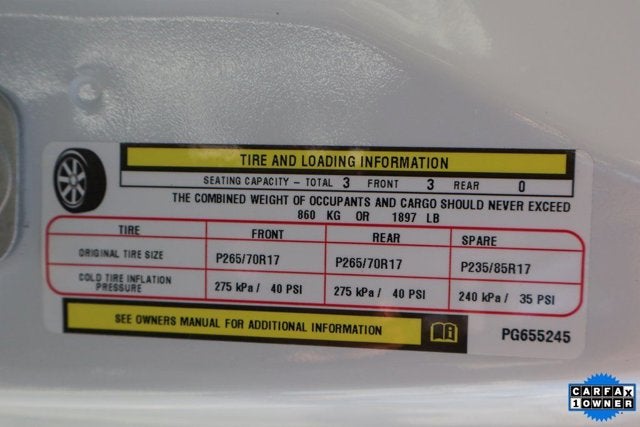 TIRE AND LOADING INFORMATION
SEATING CAPACITY – TOTAL 3 FRONT 3 REAR 0
THE COMBINED WEIGHT OF OCCUPANTS AND CARGO SHOULD NEVER EXCEED
860 KG OR 1897 LB
TIRE FRONT REAR SPARE
ORIGINAL TIRE SIZE P265/70R17 P265/70R17 P235/85R17
COLD TIRE INFLATION
PRESSURE 275 kPa / 40 PSI 275 kPa / 40 PSI 240 kPa / 35 PSI
SEE OWNERS MANUAL FOR ADDITIONAL INFORMATION
PG655245
CARFAX
1 OWNER